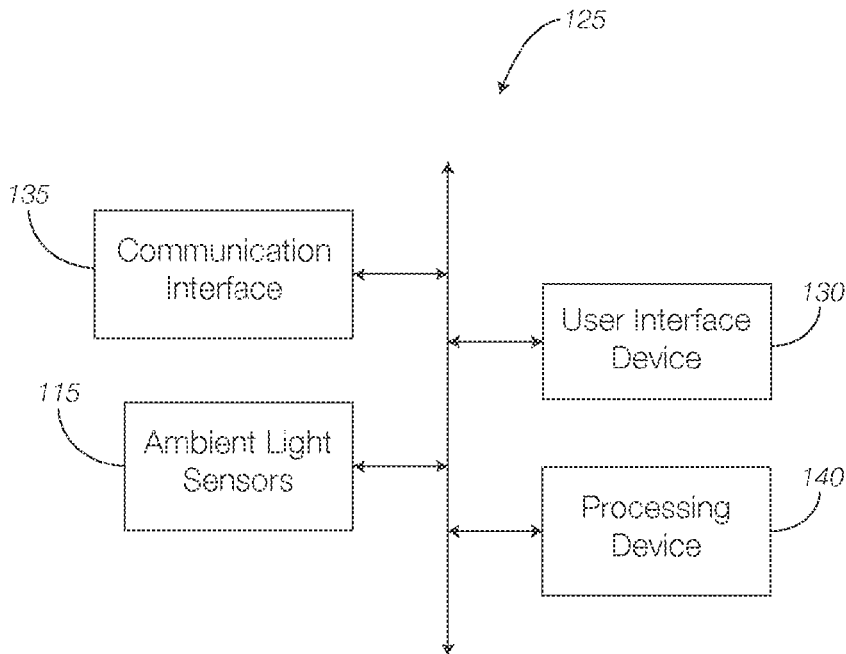 125
135
Communication
Interface
130
User Interface
Device
115
Ambient Light
Sensors
140
Processing
Device